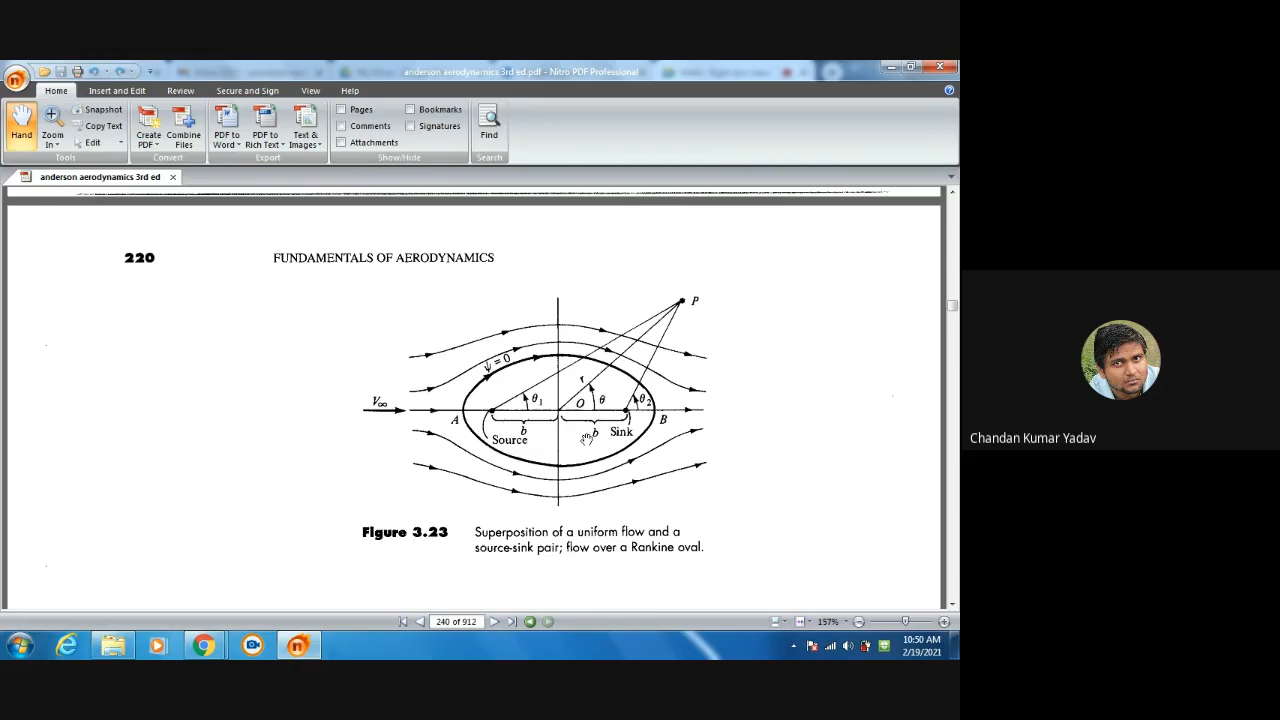 anderson aerodynamics 3rd ed.pdf - Nitro PDF Professional
Home Insert and Edit Review Secure and Sign View Help
Hand
Zoom In
Snapshot
Copy Text
Edit
Tools
Create PDF
Combine Files
Convert
PDF to Word
PDF to Rich Text
Text & Images
Export
Pages Bookmarks
Comments Signatures
Attachments
Show/Hide
Find
Search
anderson aerodynamics 3rd ed
220 FUNDAMENTALS OF AERODYNAMICS
P
ψ = 0
r
V∞
θ1 O θ θ2
A B
b b
Source Sink
Figure 3.23 Superposition of a uniform flow and a
source-sink pair; flow over a Rankine oval.
Chandan Kumar Yadav
240 of 912
157%
10:50 AM
2/19/2021